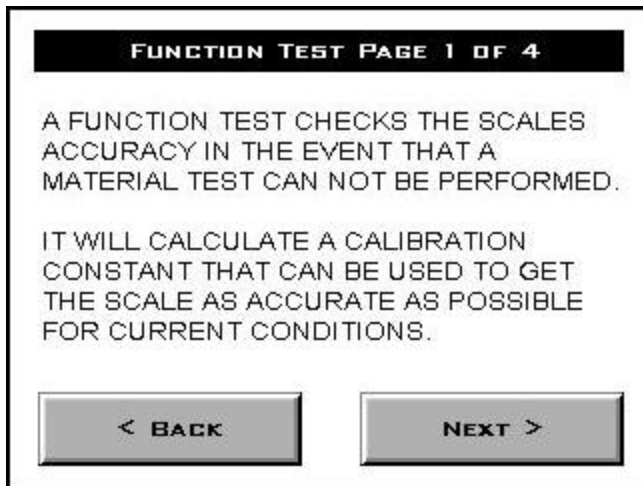 FUNCTION TEST PAGE 1 OF 4
A FUNCTION TEST CHECKS THE SCALES
ACCURACY IN THE EVENT THAT A
MATERIAL TEST CAN NOT BE PERFORMED.
IT WILL CALCULATE A CALIBRATION
CONSTANT THAT CAN BE USED TO GET
THE SCALE AS ACCURATE AS POSSIBLE
FOR CURRENT CONDITIONS.
< BACK
NEXT >